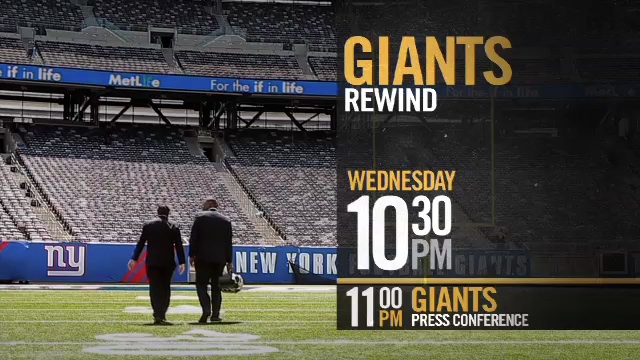 e if in life
MetLife
For the if in life
ny
NEW YORK
GIANTS
GIANTS
REWIND
WEDNESDAY
10 30
PM
11 00
PM
GIANTS
PRESS CONFERENCE